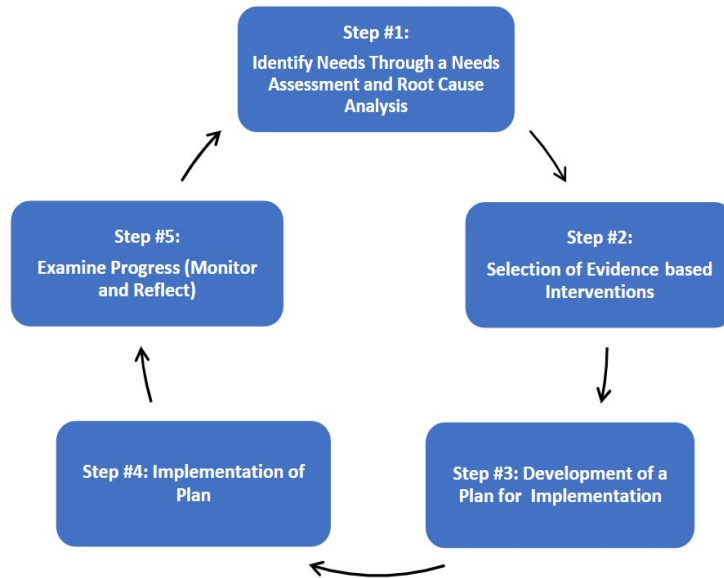 Step #1:
Identify Needs Through a Needs
Assessment and Root Cause
Analysis
Step #2:
Selection of Evidence based
Interventions
Step #3: Development of a
Plan for Implementation
Step #4: Implementation of
Plan
Step #5:
Examine Progress (Monitor
and Reflect)